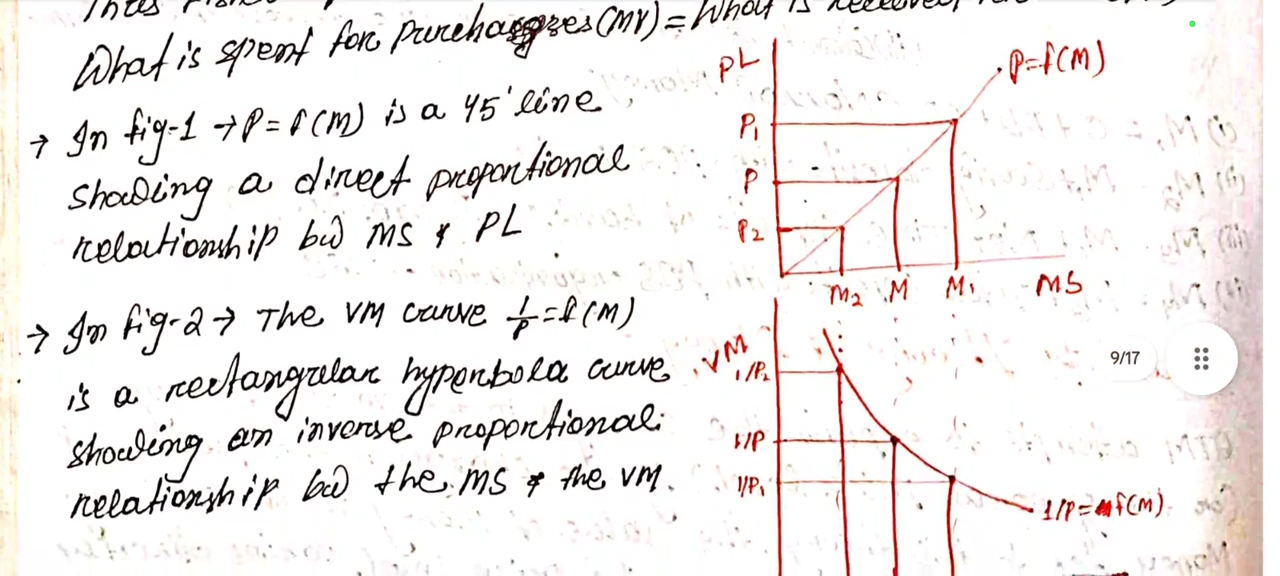 What is spent for purchases(MV) = What is
→ In fig-1 → P = f(M) is a 45° line
showing a direct proportional
relationship b/w MS & PL
→ In fig-2 → The VM curve 1/P = f(M)
is a rectangular hyperbola curve
showing an inverse proportional
relationship b/w the MS & the VM.
PL
P=f(M)
P₁
P
P₂
M₂ M M₁ MS
VM
1/P₂
1/P
1/P₁
1/P = f(M)
9/17